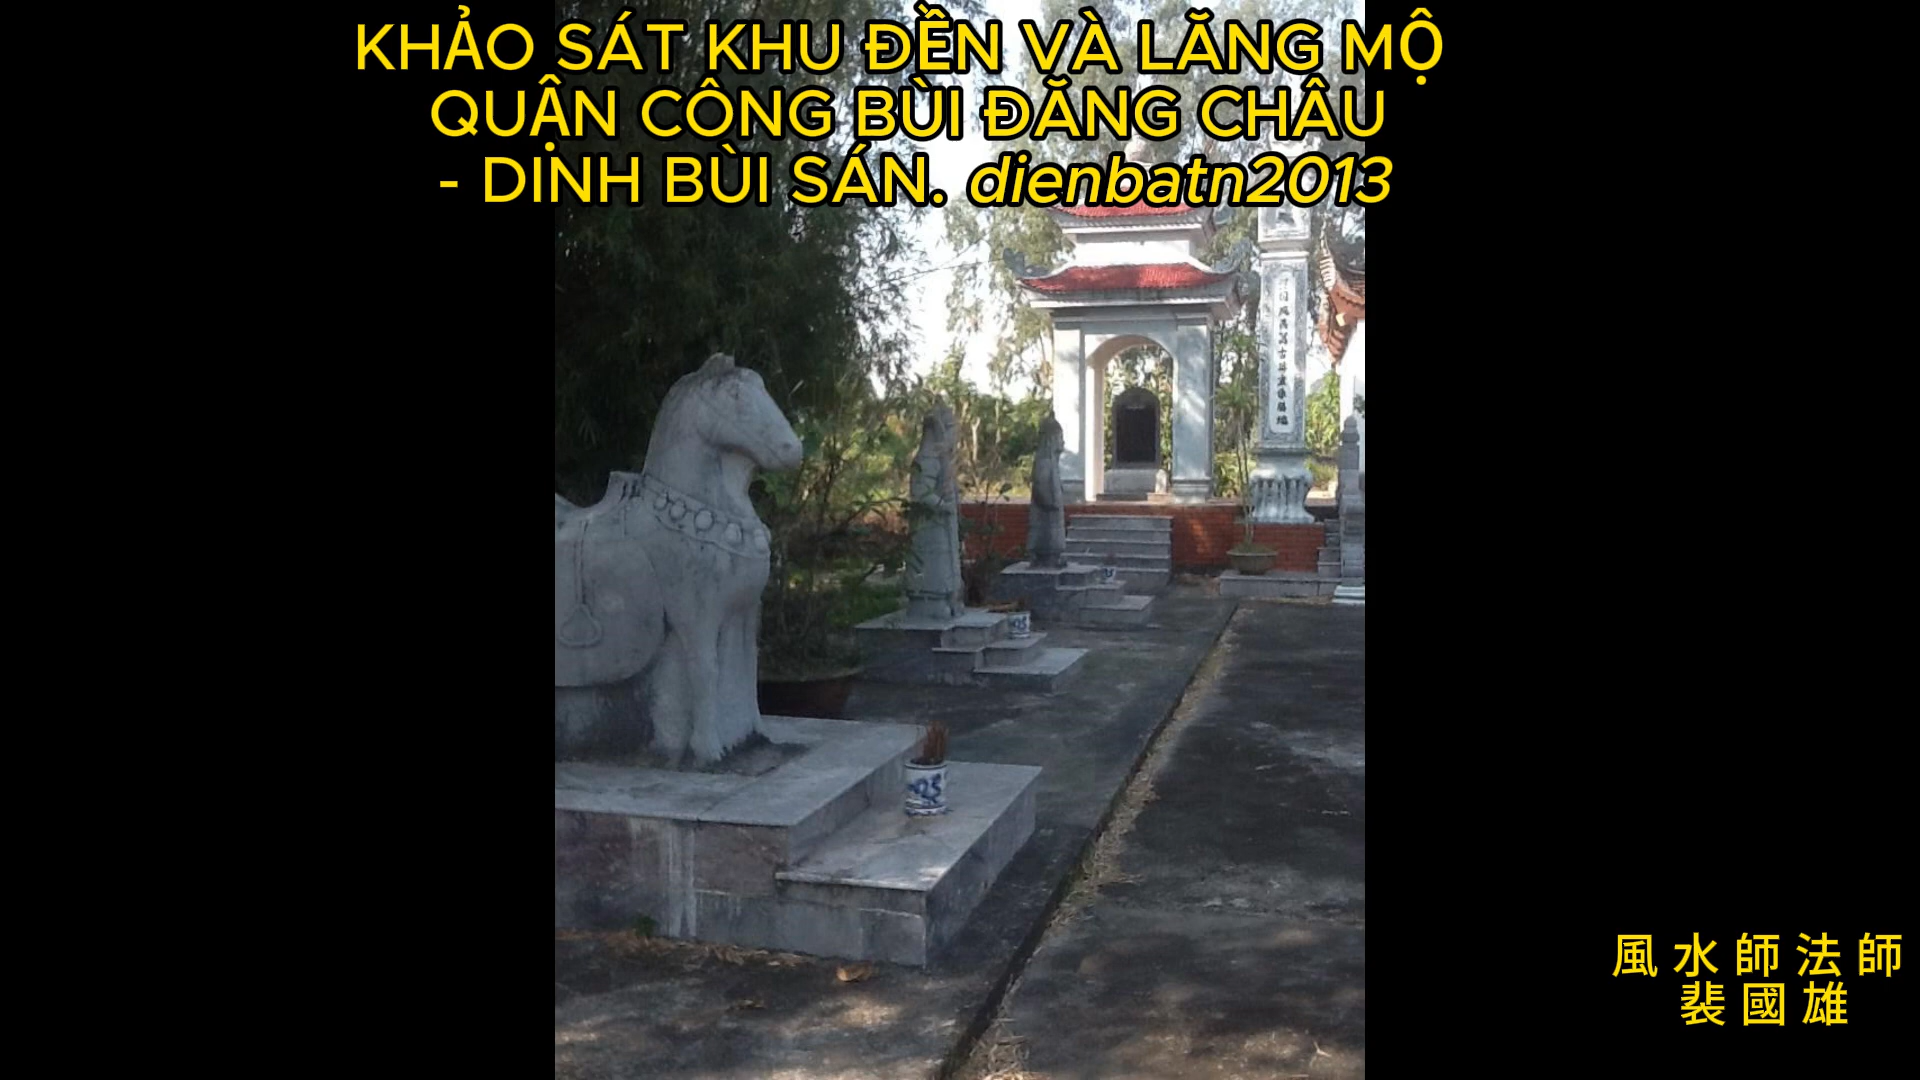 KHẢO SÁT KHU ĐỀN VÀ LĂNG MỘ
QUẬN CÔNG BÙI ĐĂNG CHÂU
- DINH BÙI SÁN. dienbatn2013
風水師法師
裴國雄